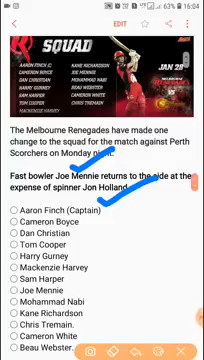 16:04
EDIT
SQUAD
AARON FINCH (C)
CAMERON BOYCE
DAN CHRISTIAN
TOM COOPER
HARRY GURNEY
SAM HARPER
MACKENZIE HARVEY
KANE RICHARDSON
JOE MENNIE
MOHAMMAD NABI
BEAU WEBSTER
CAMERON WHITE
CHRIS TREMAIN
JAN 28
The Melbourne Renegades have made one
change to the squad for the match against Perth
Scorchers on Monday night.
Fast bowler Joe Mennie returns to the side at the
expense of spinner Jon Holland.
Aaron Finch (Captain)
Cameron Boyce
Dan Christian
Tom Cooper
Harry Gurney
Mackenzie Harvey
Sam Harper
Joe Mennie
Mohammad Nabi
Kane Richardson
Chris Tremain.
Cameron White
Beau Webster.